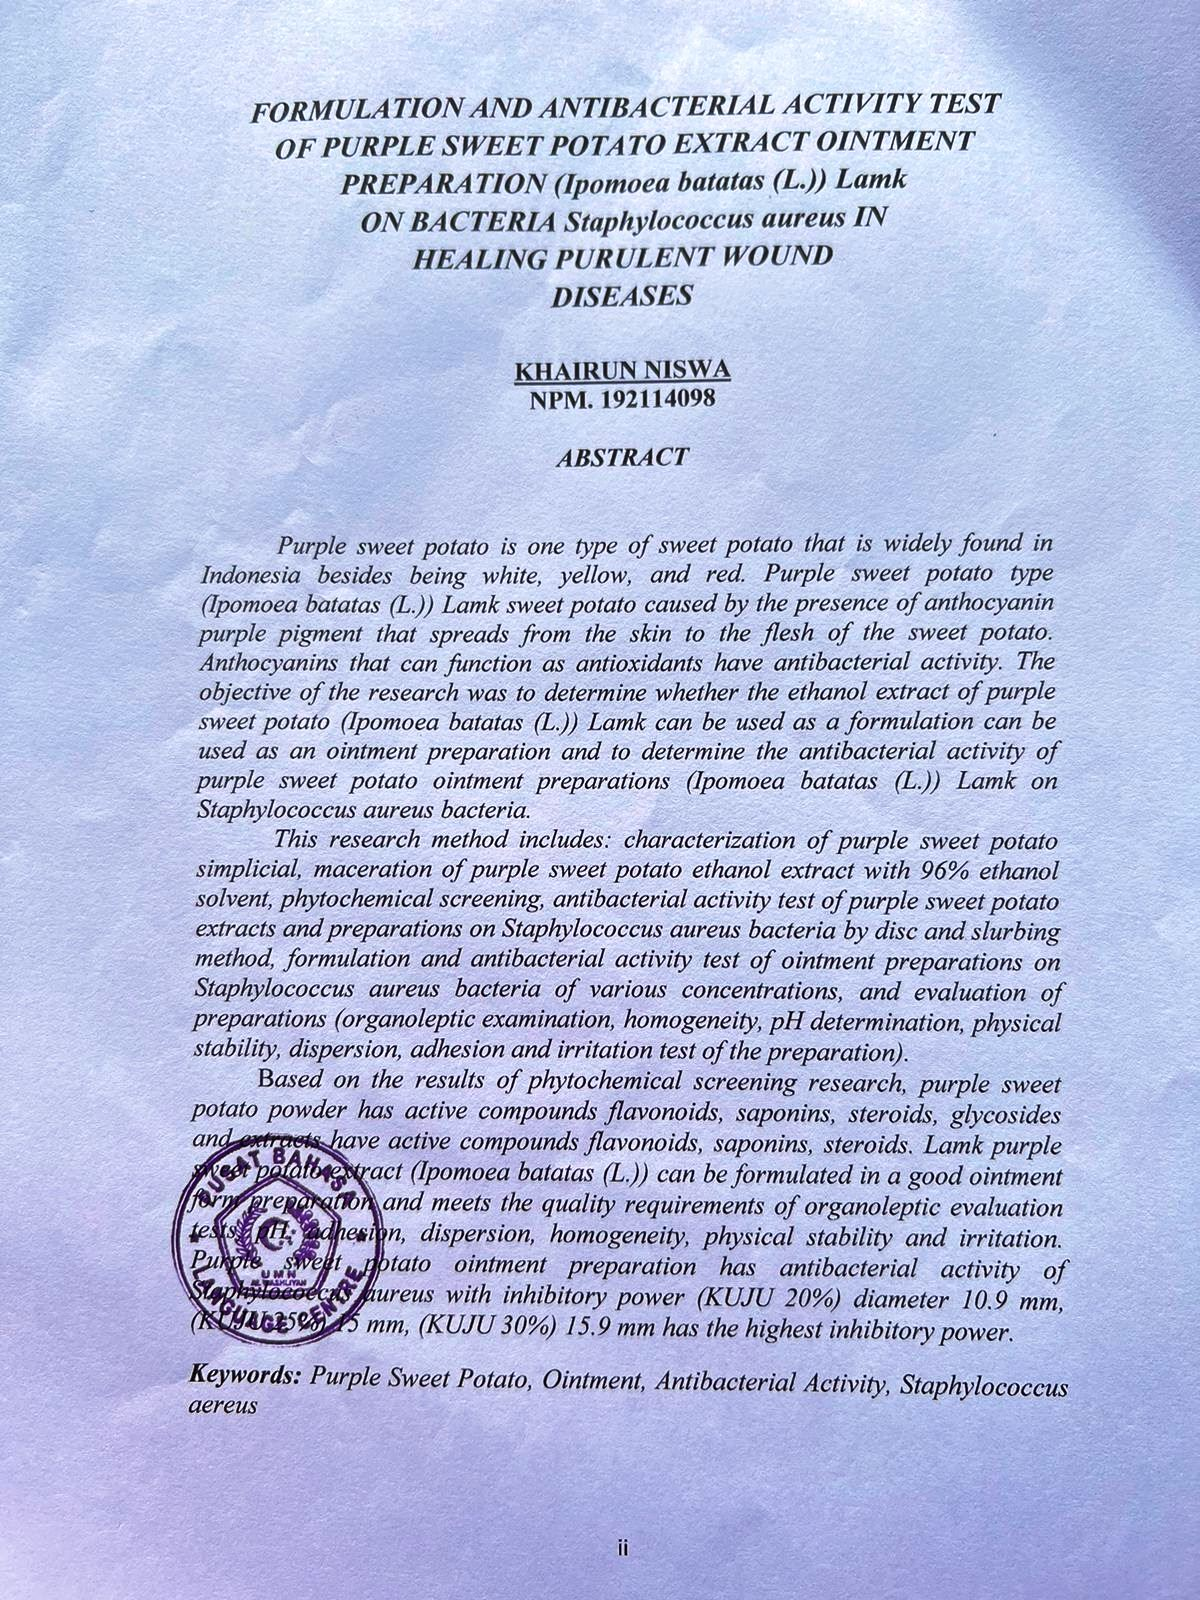 FORMULATION AND ANTIBACTERIAL ACTIVITY TEST
OF PURPLE SWEET POTATO EXTRACT OINTMENT
PREPARATION (Ipomoea batatas (L.)) Lamk
ON BACTERIA Staphylococcus aureus IN
HEALING PURULENT WOUND
DISEASES
KHAIRUN NISWA
NPM. 192114098
ABSTRACT
Purple sweet potato is one type of sweet potato that is widely found in
Indonesia besides being white, yellow, and red. Purple sweet potato type
(Ipomoea batatas (L.)) Lamk sweet potato caused by the presence of anthocyanin
purple pigment that spreads from the skin to the flesh of the sweet potato.
Anthocyanins that can function as antioxidants have antibacterial activity. The
objective of the research was to determine whether the ethanol extract of purple
sweet potato (Ipomoea batatas (L.)) Lamk can be used as a formulation can be
used as an ointment preparation and to determine the antibacterial activity of
purple sweet potato ointment preparations (Ipomoea batatas (L.)) Lamk on
Staphylococcus aureus bacteria.
This research method includes: characterization of purple sweet potato
simplicial, maceration of purple sweet potato ethanol extract with 96% ethanol
solvent, phytochemical screening, antibacterial activity test of purple sweet potato
extracts and preparations on Staphylococcus aureus bacteria by disc and slurbing
method, formulation and antibacterial activity test of ointment preparations on
Staphylococcus aureus bacteria of various concentrations, and evaluation of
preparations (organoleptic examination, homogeneity, pH determination, physical
stability, dispersion, adhesion and irritation test of the preparation).
Based on the results of phytochemical screening research, purple sweet
potato powder has active compounds flavonoids, saponins, steroids, glycosides
and extracts have active compounds flavonoids, saponins, steroids. Lamk purple
sweet potato extract (Ipomoea batatas (L.)) can be formulated in a good ointment
form preparation and meets the quality requirements of organoleptic evaluation
tests, pH, adhesion, dispersion, homogeneity, physical stability and irritation.
Purple sweet potato ointment preparation has antibacterial activity of
Staphylococcus aureus with inhibitory power (KUJU 20%) diameter 10.9 mm,
(KUJU 25%) 15 mm, (KUJU 30%) 15.9 mm has the highest inhibitory power.
PUSAT BAHASA
UMN
AL WASHLIYAH
LANGUAGE CENTRE
Keywords: Purple Sweet Potato, Ointment, Antibacterial Activity, Staphylococcus
aereus
ii